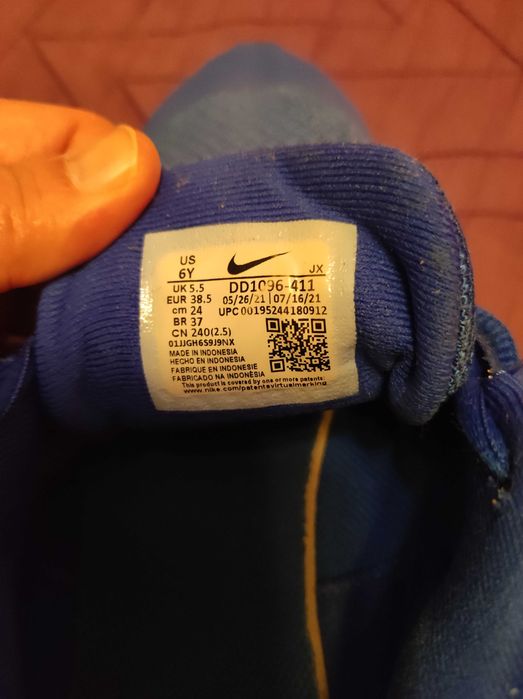 US
6Y
JX
UK 5.5
DD1096-411
EUR 38.5
05/26/21 07/16/21
cm 24
UPC 00195244180912
BR 37
CN 240(2.5)
01JJGH6S9J9NX
MADE IN INDONESIA
HECHO EN INDONESIA
FABRIQUE EN INDONESIE
FABRICADO NA INDONESIA
This product is covered by one or more patents:
www.nike.com/patentsvirtualmarking